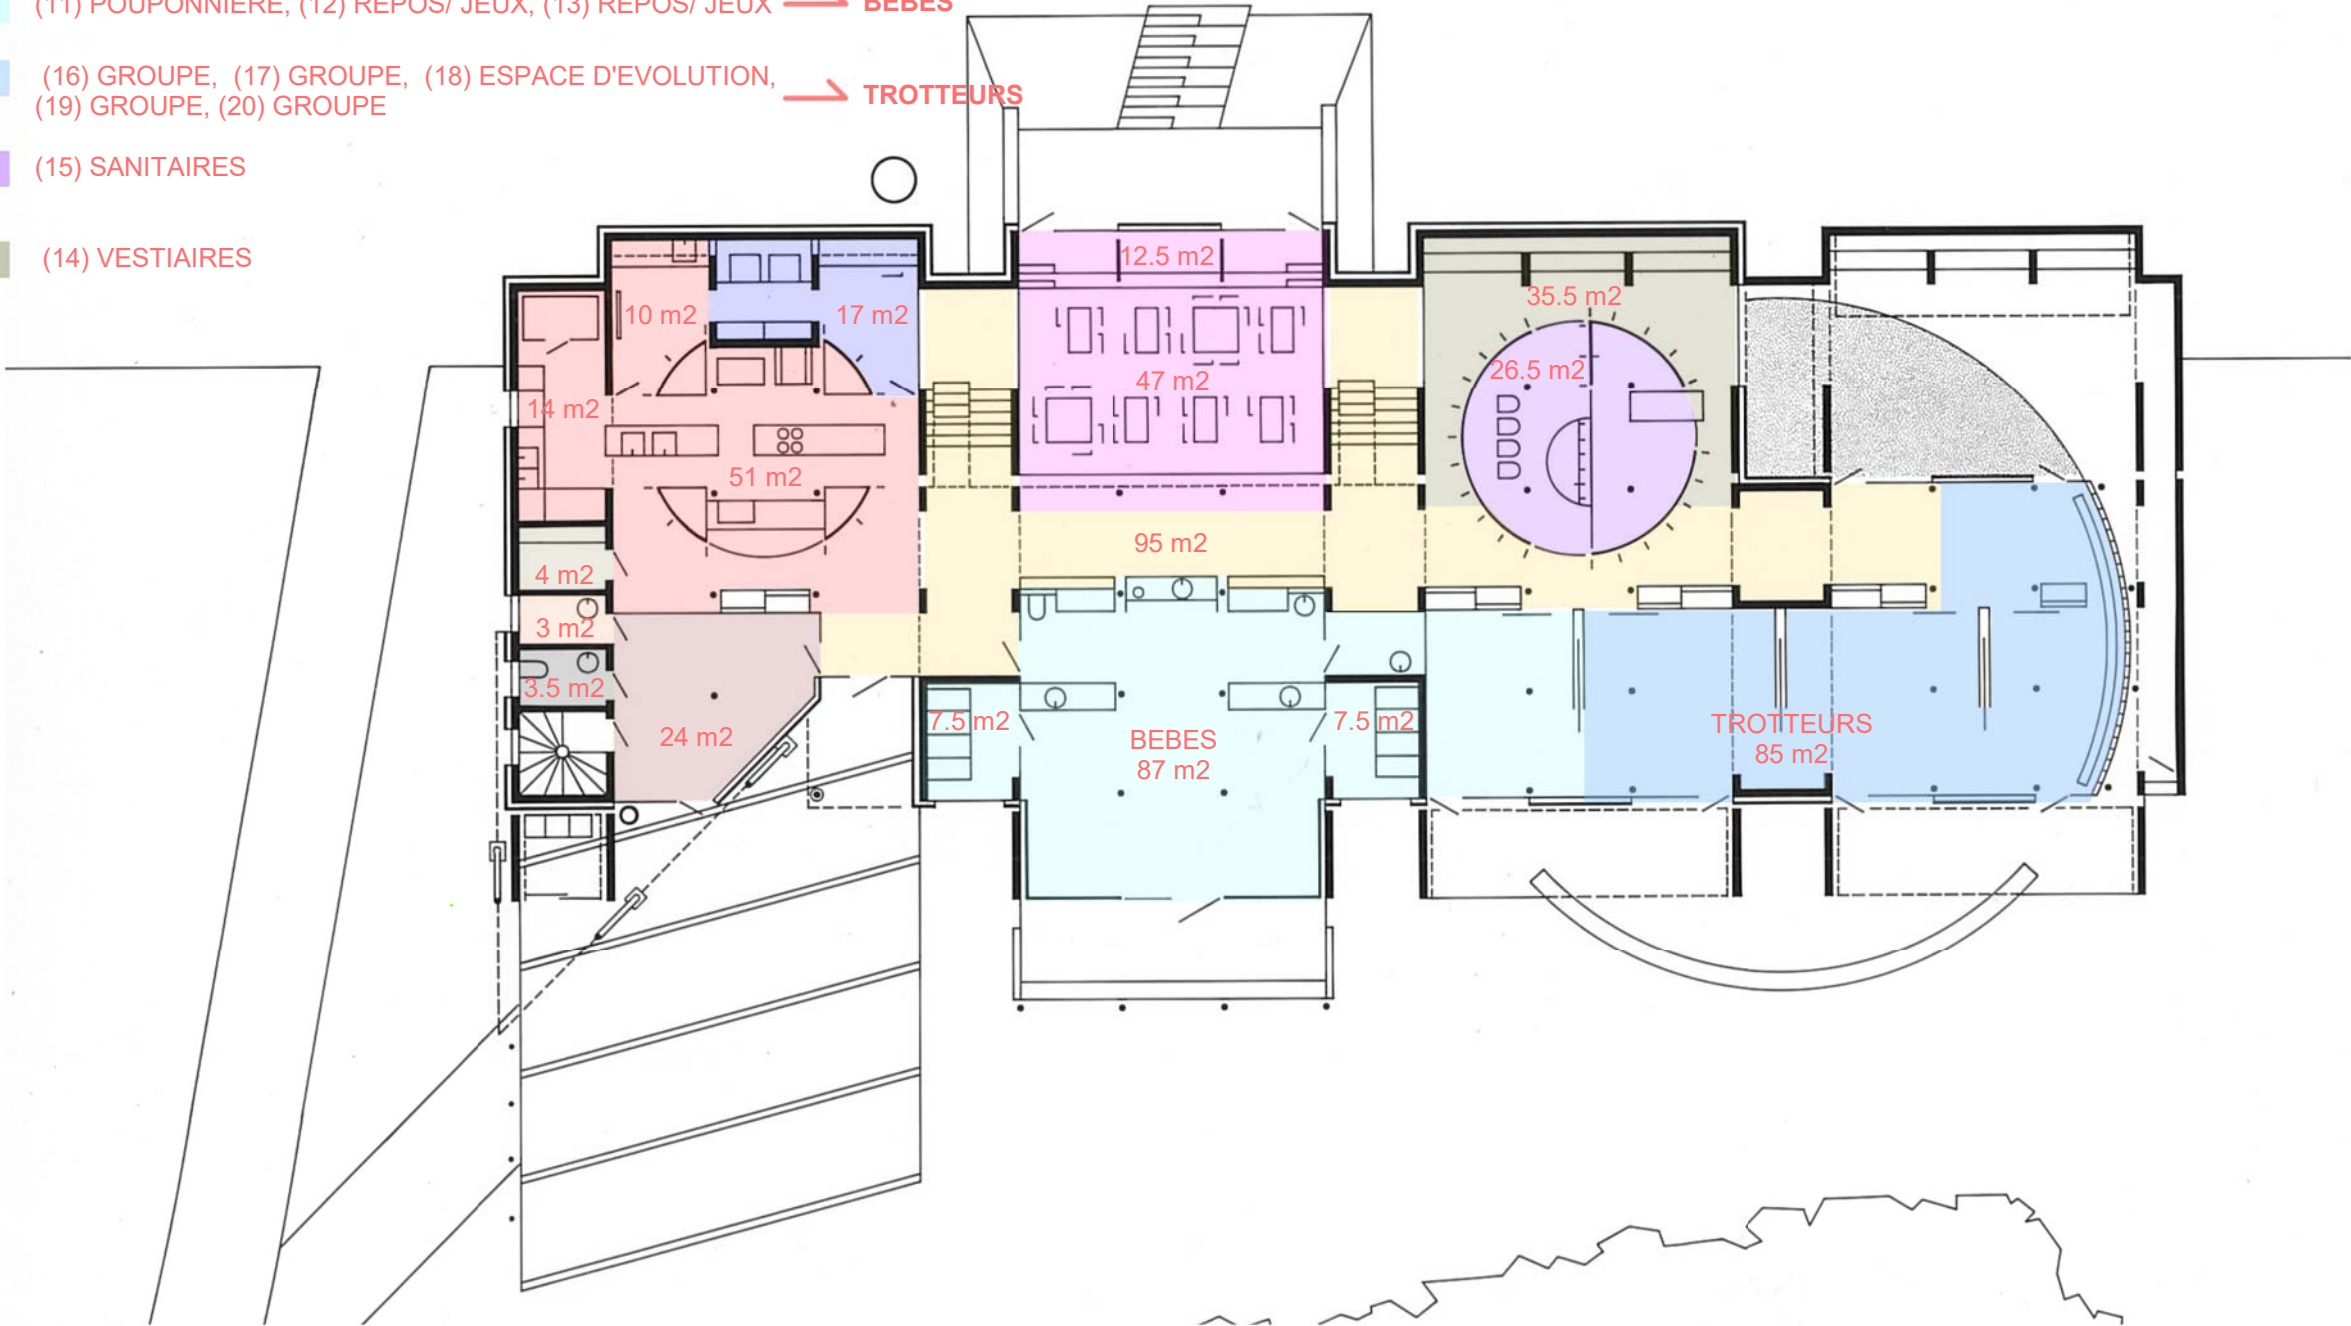 (11) POUPONNIERE, (12) REPOS/ JEUX, (13) REPOS/ JEUX BEBES
(16) GROUPE, (17) GROUPE, (18) ESPACE D'EVOLUTION,
(19) GROUPE, (20) GROUPE
TROTTEURS
(15) SANITAIRES
(14) VESTIAIRES
12.5 m2
10 m2
17 m2
35.5 m2
26.5 m2
47 m2
14 m2
51 m2
95 m2
4 m2
3 m2
3.5 m2
24 m2
7.5 m2
BEBES
87 m2
7.5 m2
TROTTEURS
85 m2